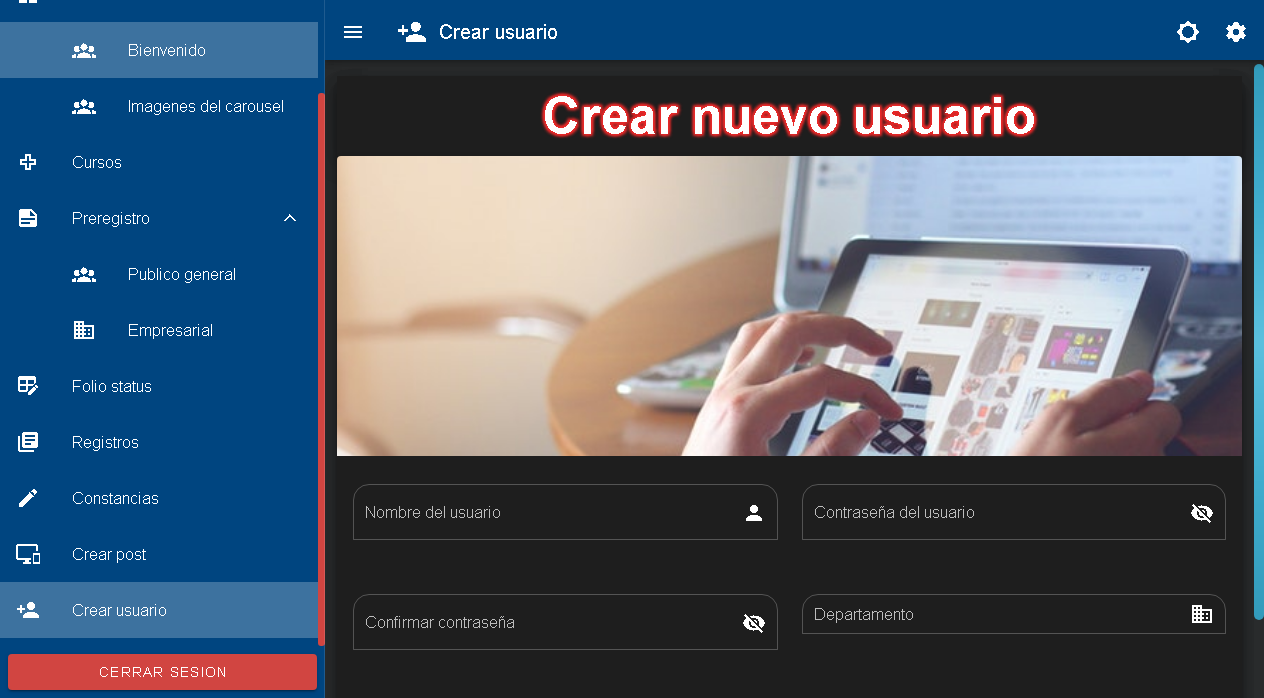 Bienvenido
Imagenes del carousel
Cursos
Preregistro
Publico general
Empresarial
Folio status
Registros
Constancias
Crear post
Crear usuario
CERRAR SESION
Crear usuario
Crear nuevo usuario
Nombre del usuario
Contraseña del usuario
Confirmar contraseña
Departamento